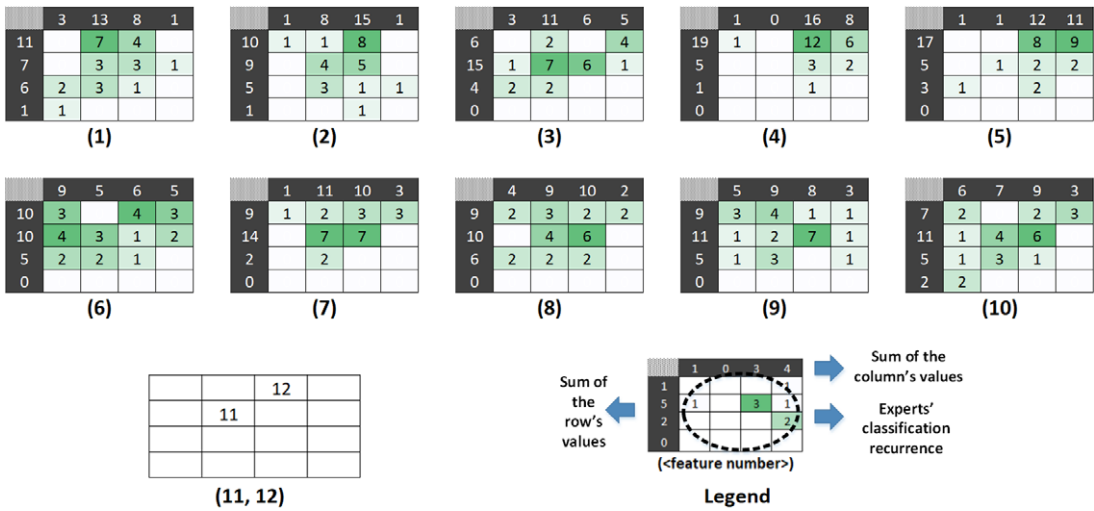 3 13 8 1
11 7 4
7 3 3 1
6 2 3 1
1 1
(1)
1 8 15 1
10 1 1 8
9 4 5
5 3 1 1
1 1
(2)
3 11 6 5
6 2 4
15 1 7 6 1
4 2 2
0
(3)
1 0 16 8
19 1 12 6
5 3 2
1 1
0
(4)
1 1 12 11
17 8 9
5 1 2 2
3 1 2
0
(5)
9 5 6 5
10 3 4 3
10 4 3 1 2
5 2 2 1
0
(6)
1 11 10 3
9 1 2 3 3
14 7 7
2 2
0
(7)
4 9 10 2
9 2 3 2 2
10 4 6
6 2 2 2
0
(8)
5 9 8 3
9 3 4 1 1
11 1 2 7 1
5 1 3 1
0
(9)
6 7 9 3
7 2 2 3
11 1 4 6
5 1 3 1
2 2
(10)
12
11
(11, 12)
Sum of
the
row's
values
1 0 3 4
1 1
5 1 3 1
2 2
0
(<feature number>)
Legend
Sum of the
column's values
Experts'
classification
recurrence